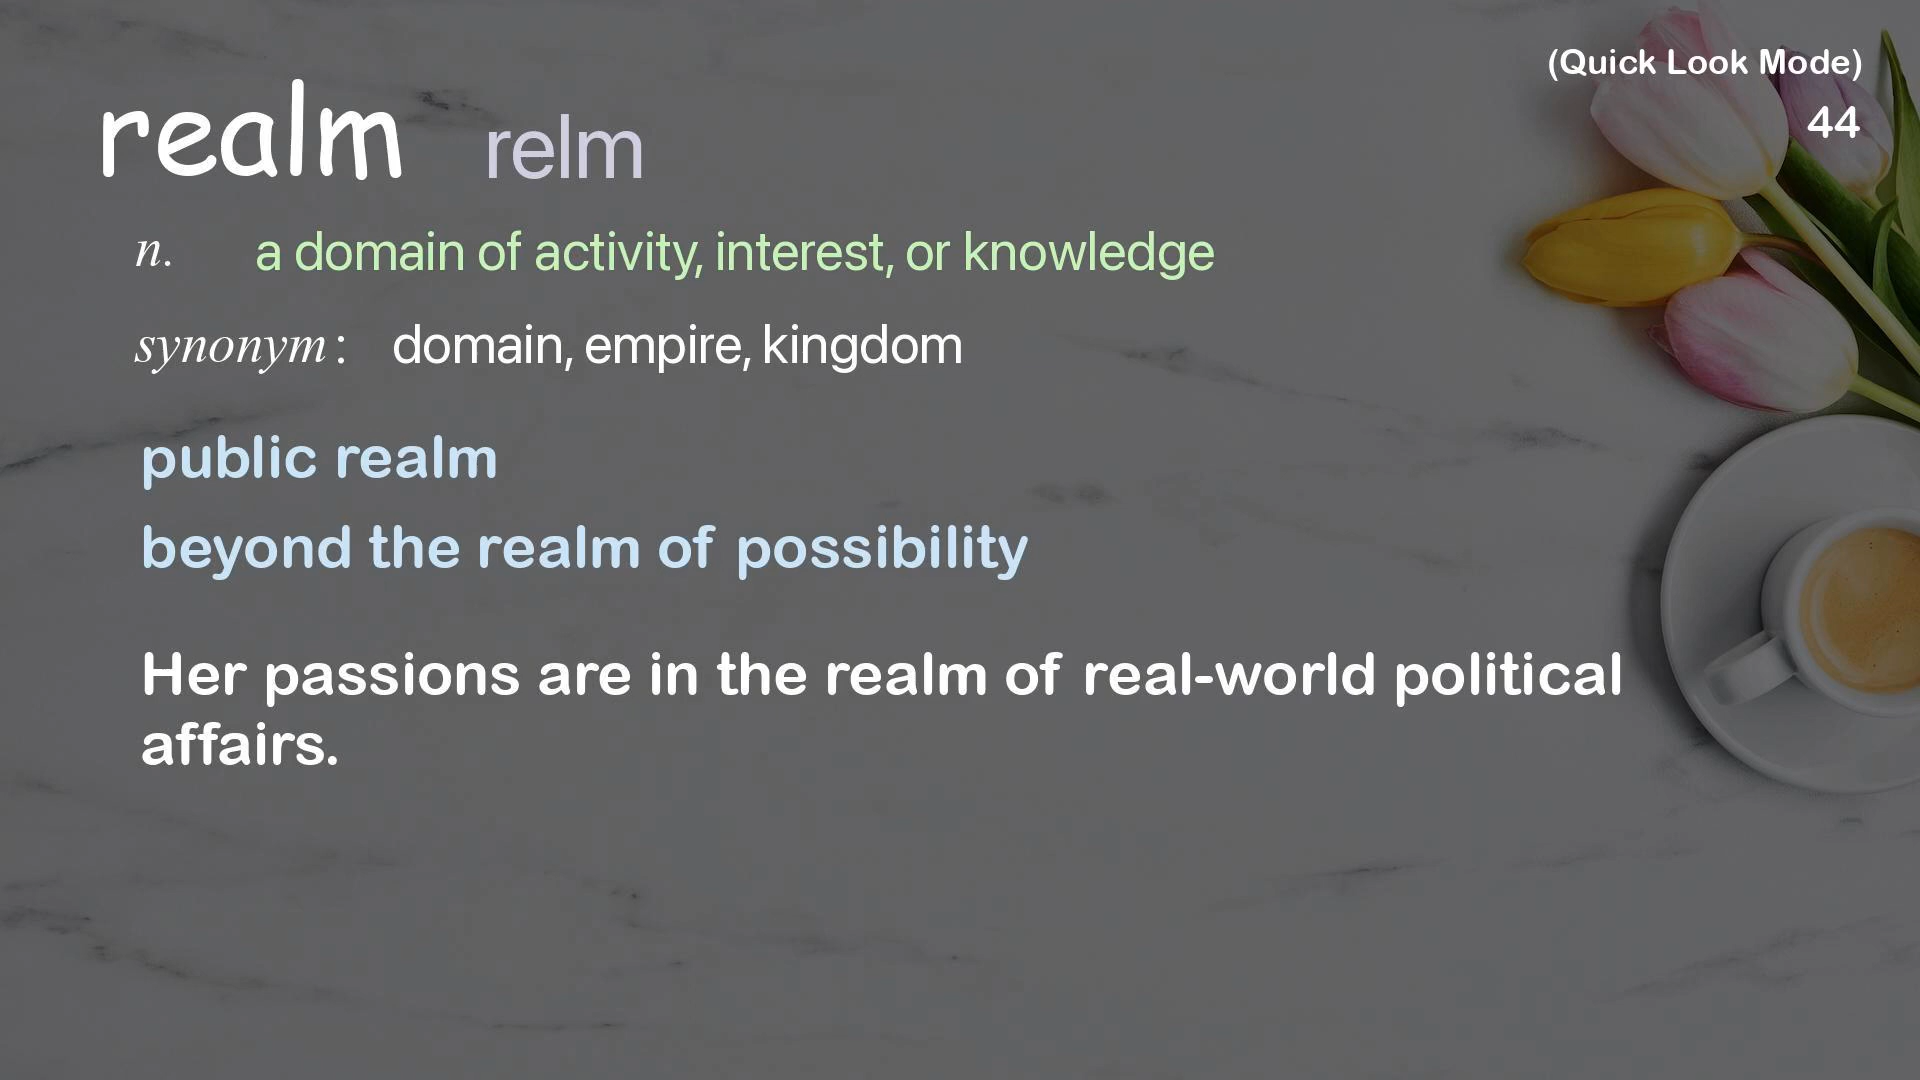 (Quick Look Mode)
44
realm relm
n. a domain of activity, interest, or knowledge
synonym: domain, empire, kingdom
public realm
beyond the realm of possibility
Her passions are in the realm of real-world political
affairs.